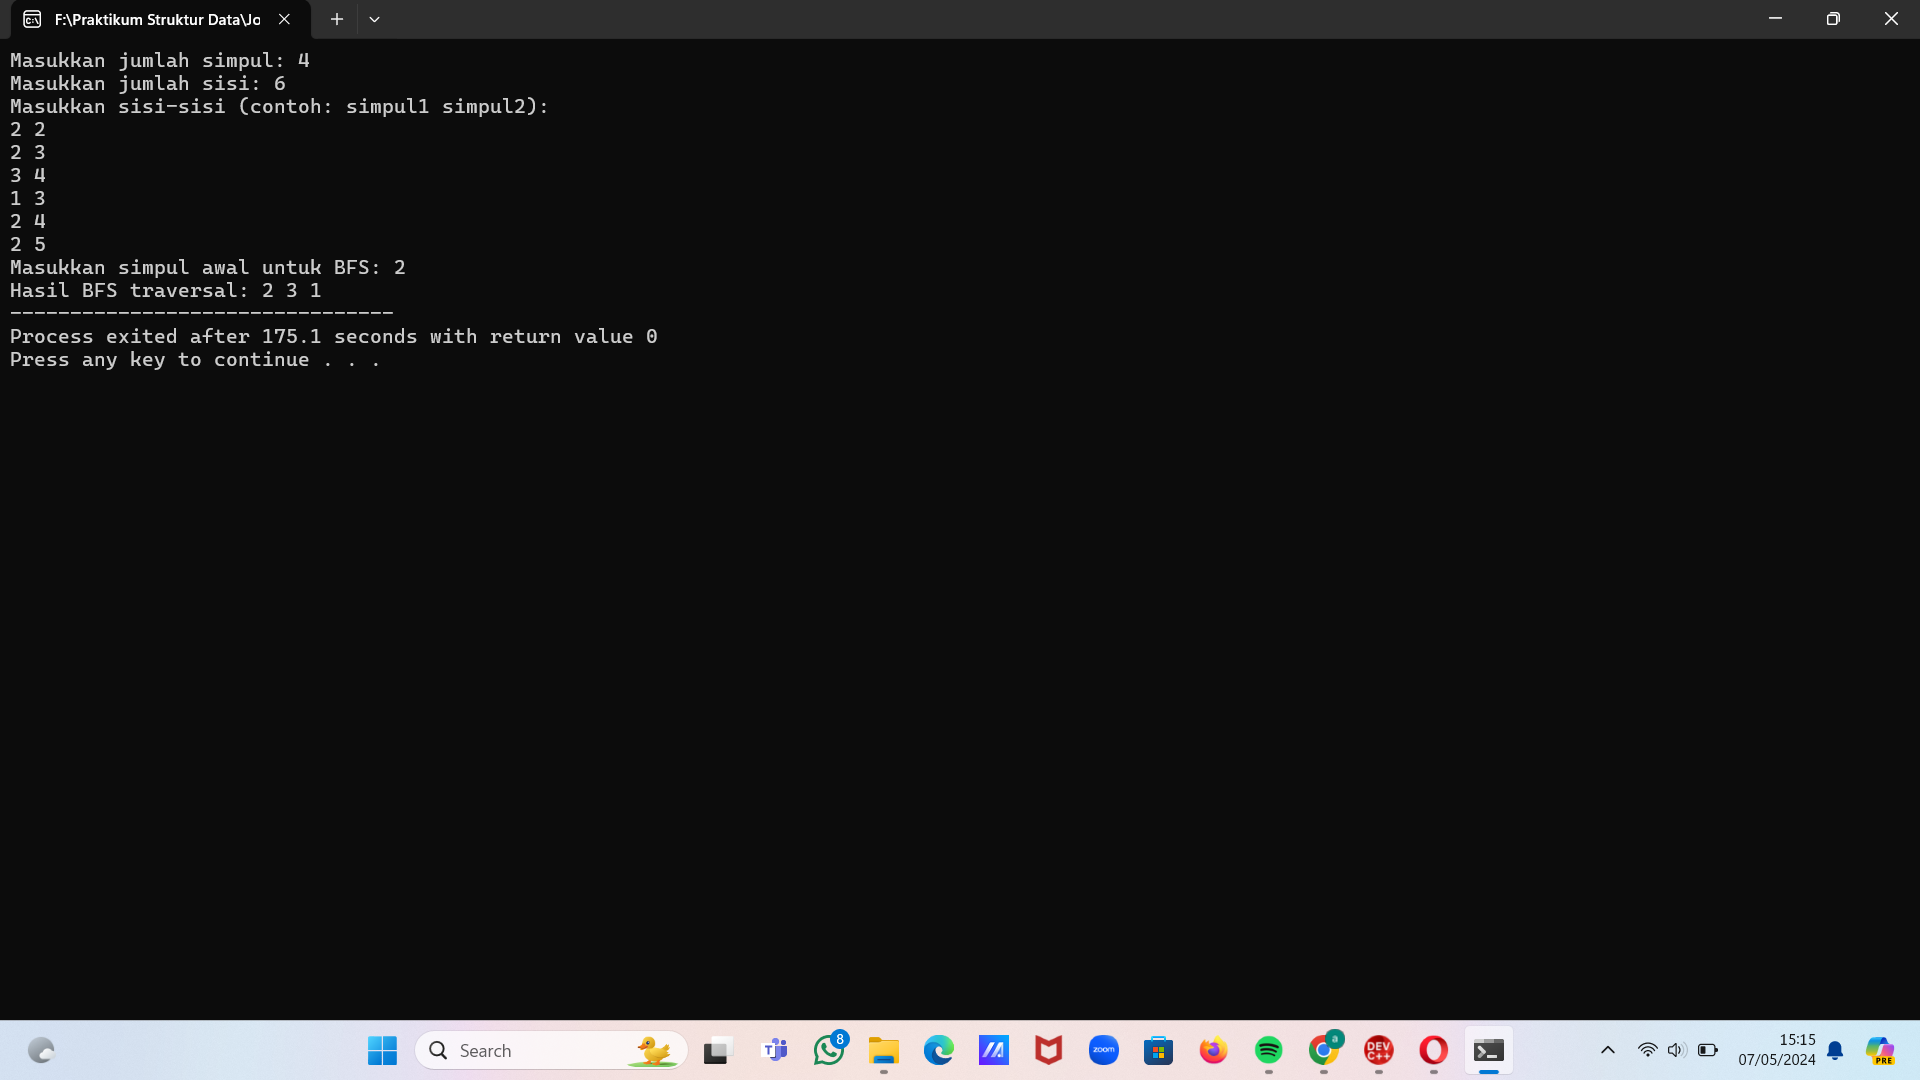 F:\Praktikum Struktur Data\Jo
Masukkan jumlah simpul: 4
Masukkan jumlah sisi: 6
Masukkan sisi-sisi (contoh: simpul1 simpul2):
2 2
2 3
3 4
1 3
2 4
2 5
Masukkan simpul awal untuk BFS: 2
Hasil BFS traversal: 2 3 1
--------------------------------
Process exited after 175.1 seconds with return value 0
Press any key to continue . . .
Search
8
zoom
a
DEV C++
15:15
07/05/2024
PRE